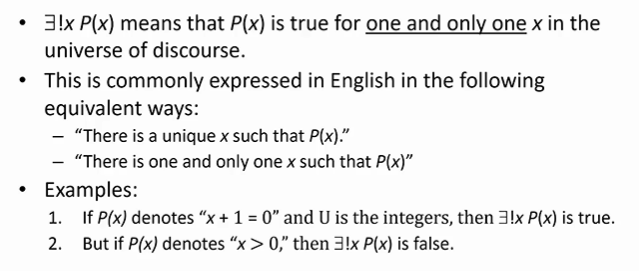 • ∃!x P(x) means that P(x) is true for one and only one x in the
universe of discourse.
• This is commonly expressed in English in the following
equivalent ways:
– “There is a unique x such that P(x).”
– “There is one and only one x such that P(x)”
• Examples:
1. If P(x) denotes “x + 1 = 0” and U is the integers, then ∃!x P(x) is true.
2. But if P(x) denotes “x > 0,” then ∃!x P(x) is false.